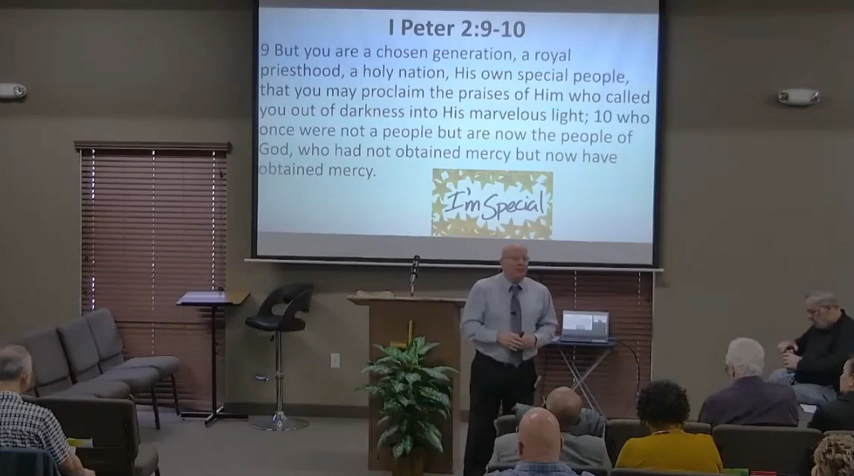 I Peter 2:9-10
9 But you are a chosen generation, a royal
priesthood, a holy nation, His own special people,
that you may proclaim the praises of Him who called
you out of darkness into His marvelous light; 10 who
once were not a people but are now the people of
God, who had not obtained mercy but now have
obtained mercy.
I'm Special